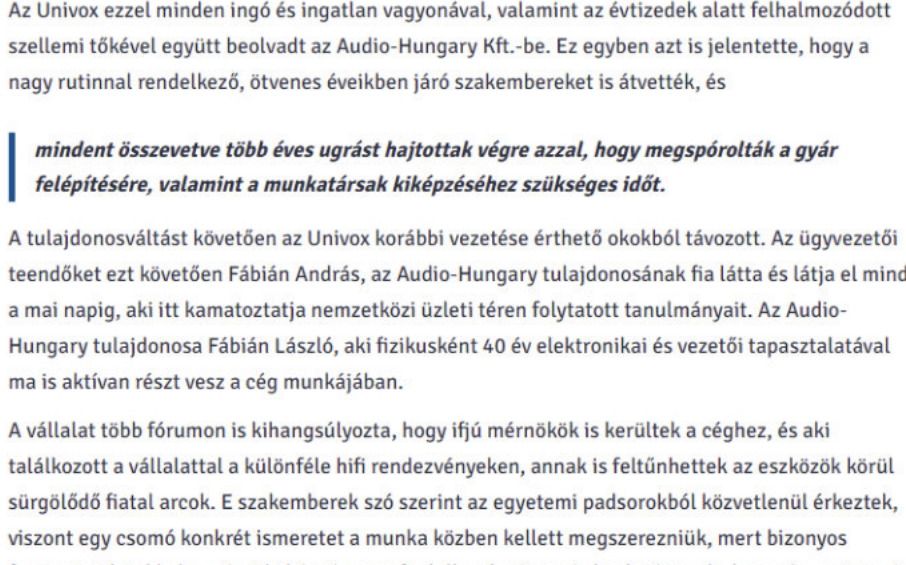 Az Univox ezzel minden ingó és ingatlan vagyonával, valamint az évtizedek alatt felhalmozódott
szellemi tőkével együtt beolvadt az Audio-Hungary Kft.-be. Ez egyben azt is jelentette, hogy a
nagy rutinnal rendelkező, ötvenes éveikben járó szakembereket is átvették, és
mindent összevetve több éves ugrást hajtottak végre azzal, hogy megspórolták a gyár
felépítésére, valamint a munkatársak kiképzéséhez szükséges időt.
A tulajdonosváltást követően az Univox korábbi vezetése érthető okokból távozott. Az ügyvezetői
teendőket ezt követően Fábián András, az Audio-Hungary tulajdonosának fia látta és látja el mind
a mai napig, aki itt kamatoztatja nemzetközi üzleti téren folytatott tanulmányait. Az Audio-
Hungary tulajdonosa Fábián László, aki fizikusként 40 év elektronikai és vezetői tapasztalatával
ma is aktívan részt vesz a cég munkájában.
A vállalat több fórumon is kihangsúlyozta, hogy ifjú mérnökök is kerültek a céghez, és aki
találkozott a vállalattal a különféle hifi rendezvényeken, annak is feltűnhettek az eszközök körül
sürgölődő fiatal arcok. E szakemberek szó szerint az egyetemi padsorokból közvetlenül érkeztek,
viszont egy csomó konkrét ismeretet a munka közben kellett megszerezniük, mert bizonyos